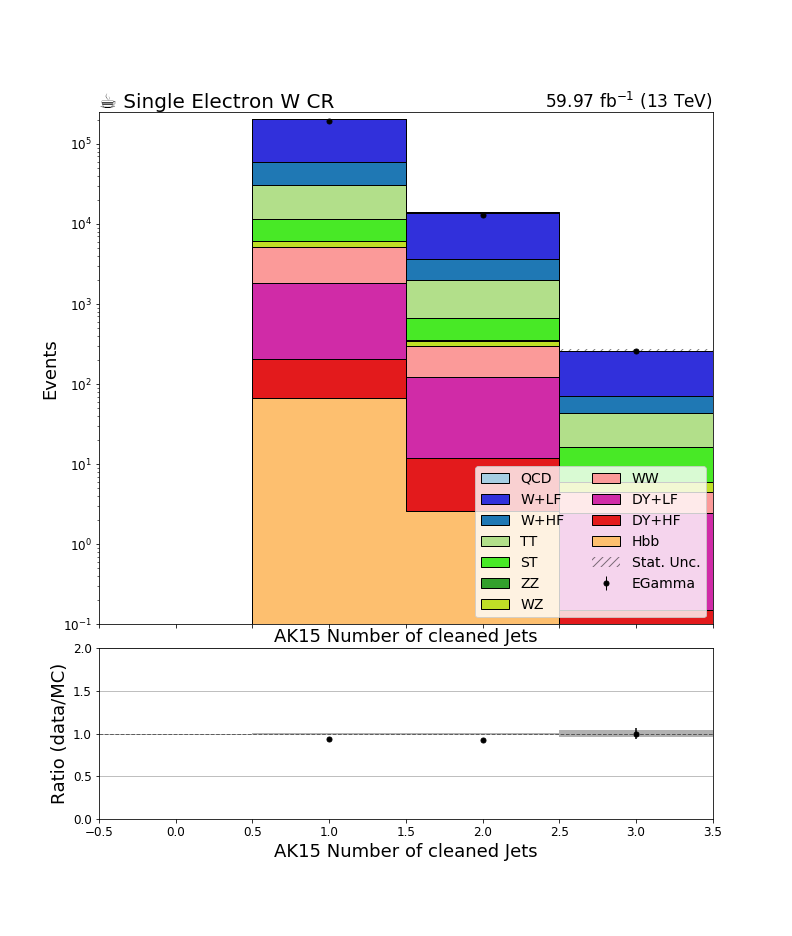 ☕ Single Electron W CR
59.97 fb⁻¹ (13 TeV)
Events
10⁵
10⁴
10³
10²
10¹
10⁰
10⁻¹
QCD
W+LF
W+HF
TT
ST
ZZ
WZ
WW
DY+LF
DY+HF
Hbb
Stat. Unc.
EGamma
AK15 Number of cleaned Jets
Ratio (data/MC)
2.0
1.5
1.0
0.5
0.0
−0.5 0.0 0.5 1.0 1.5 2.0 2.5 3.0 3.5
AK15 Number of cleaned Jets